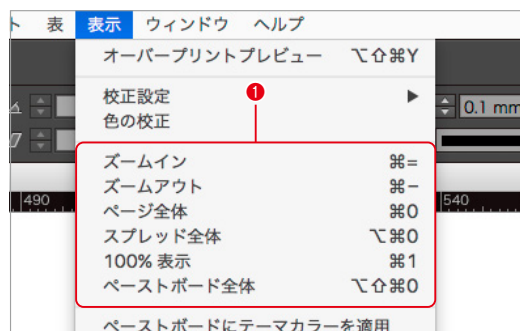 ト 表 表示 ウィンドウ ヘルプ
オーバープリントプレビュー ⌥⇧⌘Y
校正設定 ▶
❶
色の校正
0.1 mm
ズームイン ⌘=
ズームアウト ⌘−
ページ全体 ⌘0
490
540
スプレッド全体 ⌥⌘0
100% 表示 ⌘1
ペーストボード全体 ⌥⇧⌘0
ペーストボードにテーマカラーを適用